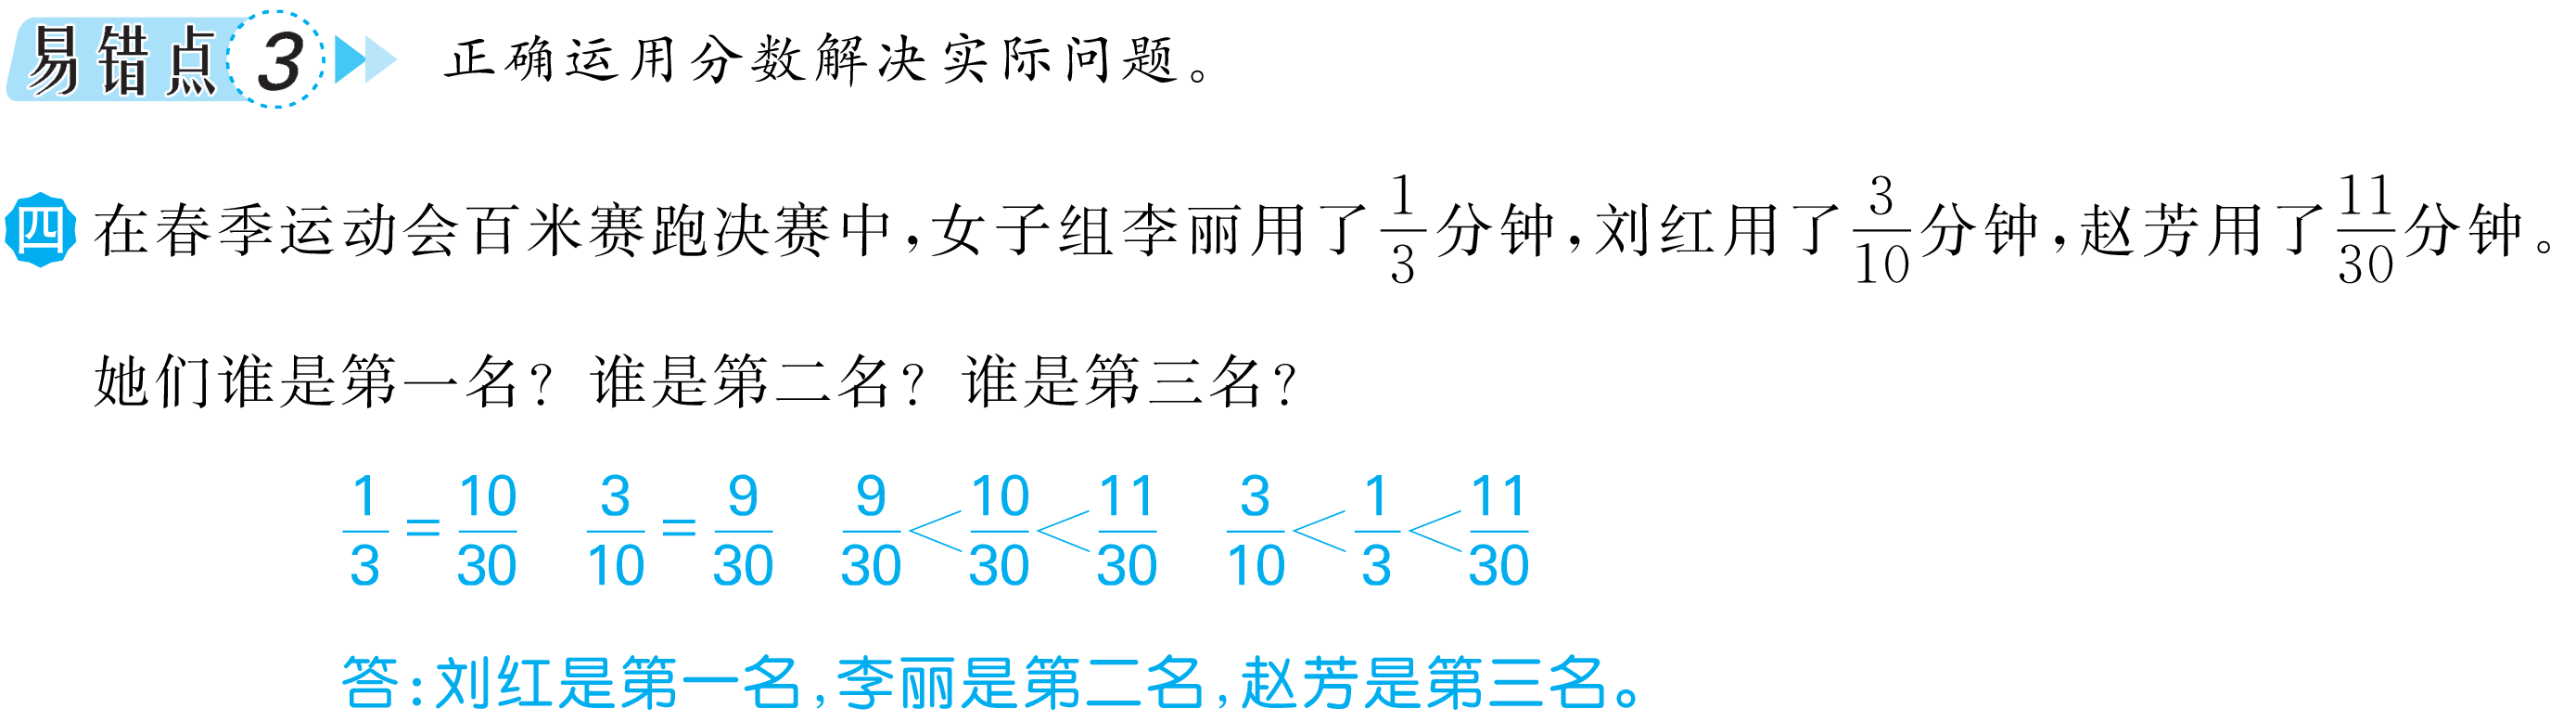 易错点 3 正确运用分数解决实际问题。
四 在春季运动会百米赛跑决赛中,女子组李丽用了1/3分钟,刘红用了3/10分钟,赵芳用了11/30分钟。
她们谁是第一名？谁是第二名？谁是第三名？
1/3=10/30 3/10=9/30 9/30<10/30<11/30 3/10<1/3<11/30
答:刘红是第一名,李丽是第二名,赵芳是第三名。